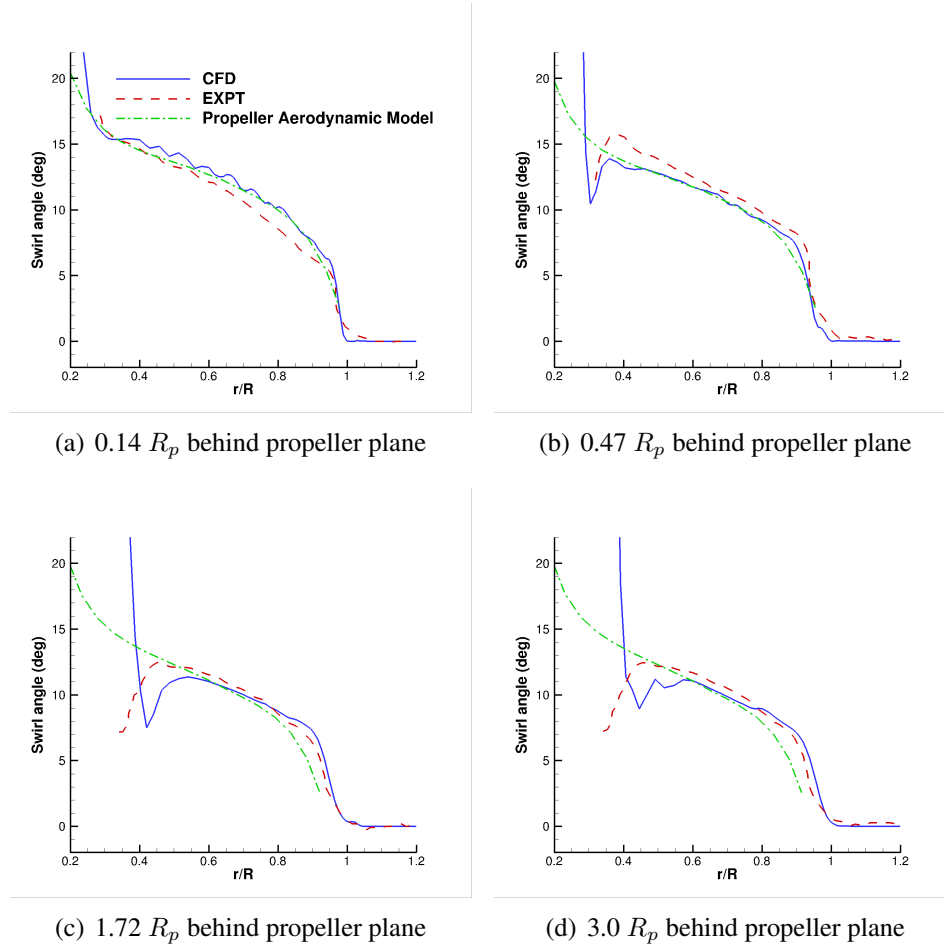 20
15
10
5
0
Swirl angle (deg)
CFD
EXPT
Propeller Aerodynamic Model
0.2 0.4 0.6 0.8 1 1.2
r/R
(a) 0.14 R_p behind propeller plane
20
15
10
5
0
Swirl angle (deg)
0.2 0.4 0.6 0.8 1 1.2
r/R
(b) 0.47 R_p behind propeller plane
20
15
10
5
0
Swirl angle (deg)
0.2 0.4 0.6 0.8 1 1.2
r/R
(c) 1.72 R_p behind propeller plane
20
15
10
5
0
Swirl angle (deg)
0.2 0.4 0.6 0.8 1 1.2
r/R
(d) 3.0 R_p behind propeller plane